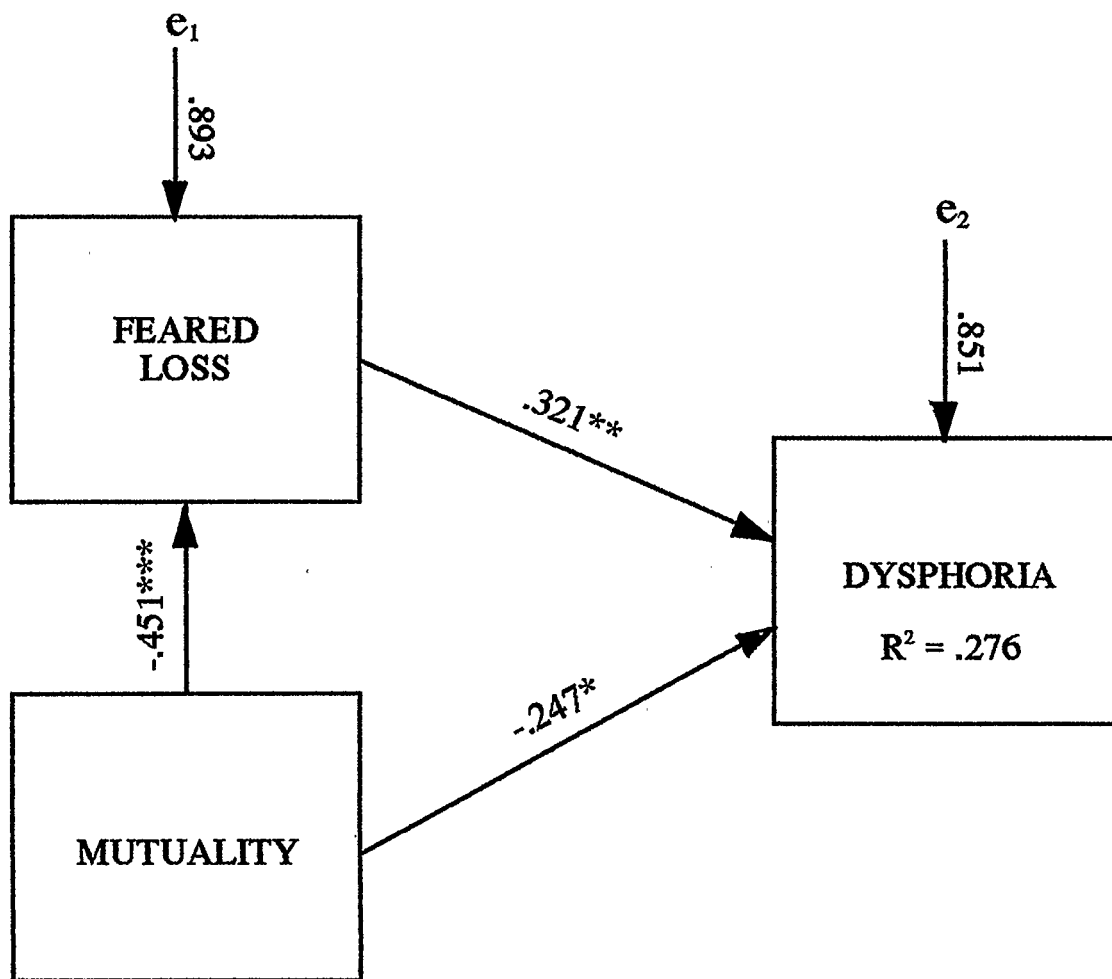 e₁
.893
FEARED
LOSS
e₂
.851
.321**
-.451***
DYSPHORIA
R² = .276
-.247*
MUTUALITY